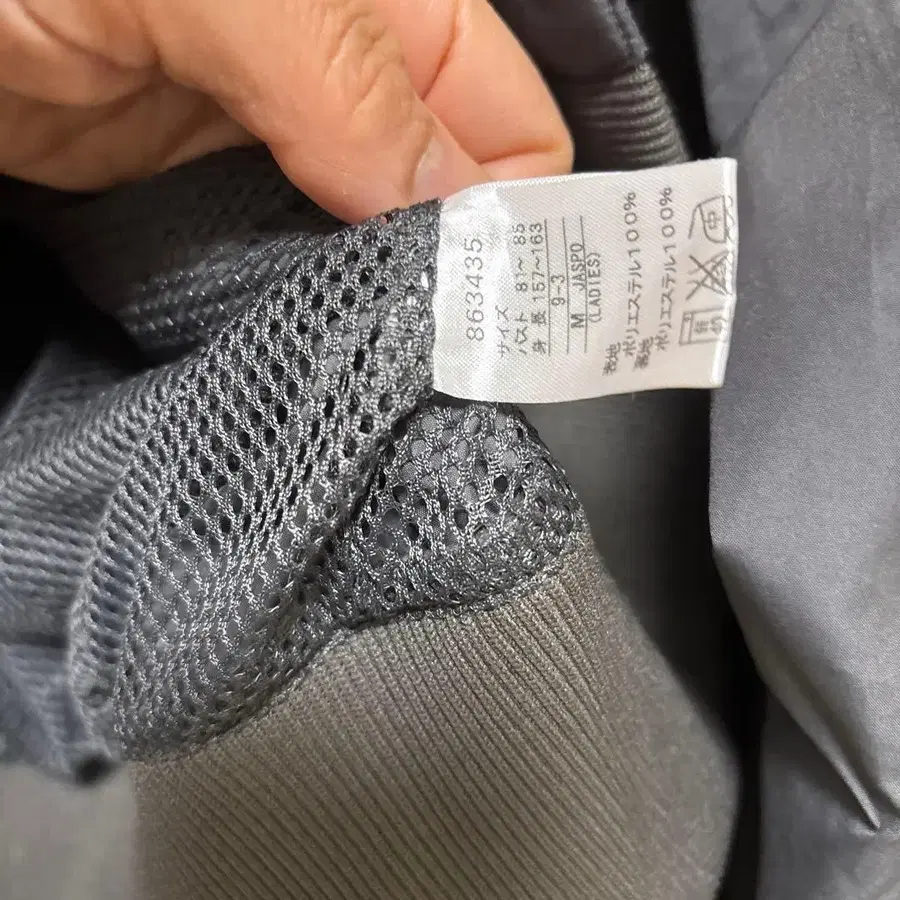 863435
サイズ
バスト 81~ 85
身 長 157~163
9-3
M JASPO
(LADIES)
表地
ポリエステル100%
裏地
ポリエステル100%
中